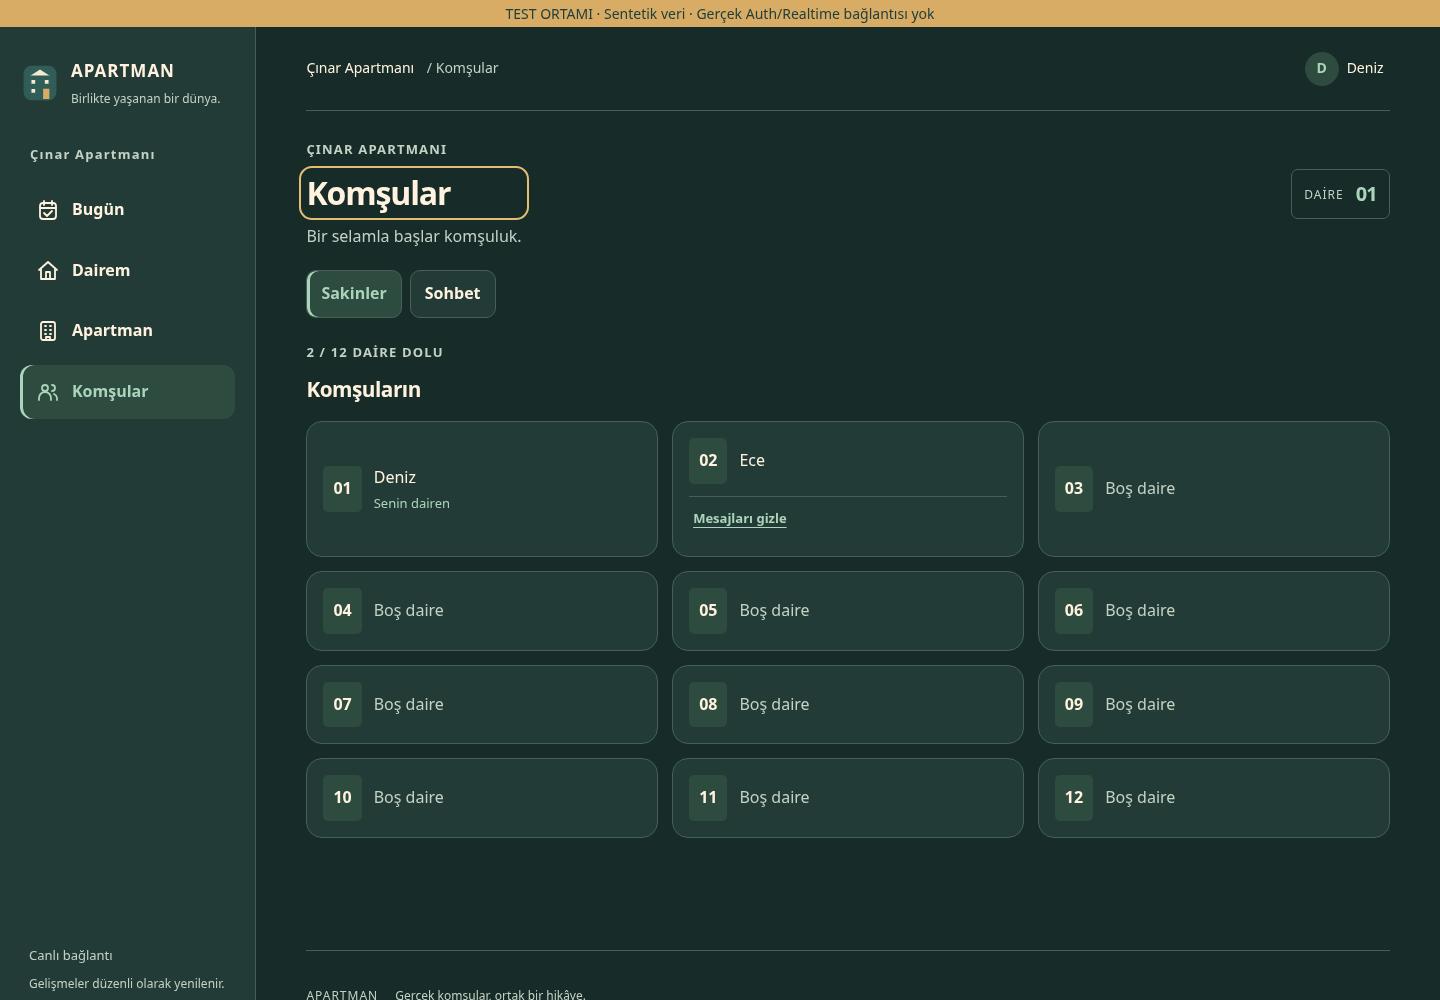 TEST ORTAMI · Sentetik veri · Gerçek Auth/Realtime bağlantısı yok
APARTMAN
Birlikte yaşanan bir dünya.
Çınar Apartmanı
Bugün
Dairem
Apartman
Komşular
Canlı bağlantı
Gelişmeler düzenli olarak yenilenir.
Çınar Apartmanı / Komşular
D Deniz
ÇINAR APARTMANI
Komşular
DAİRE 01
Bir selamla başlar komşuluk.
Sakinler Sohbet
2 / 12 DAİRE DOLU
Komşuların
01 Deniz
Senin dairen
02 Ece
Mesajları gizle
03 Boş daire
04 Boş daire
05 Boş daire
06 Boş daire
07 Boş daire
08 Boş daire
09 Boş daire
10 Boş daire
11 Boş daire
12 Boş daire
APARTMAN Gerçek komşular, ortak bir hikâye.